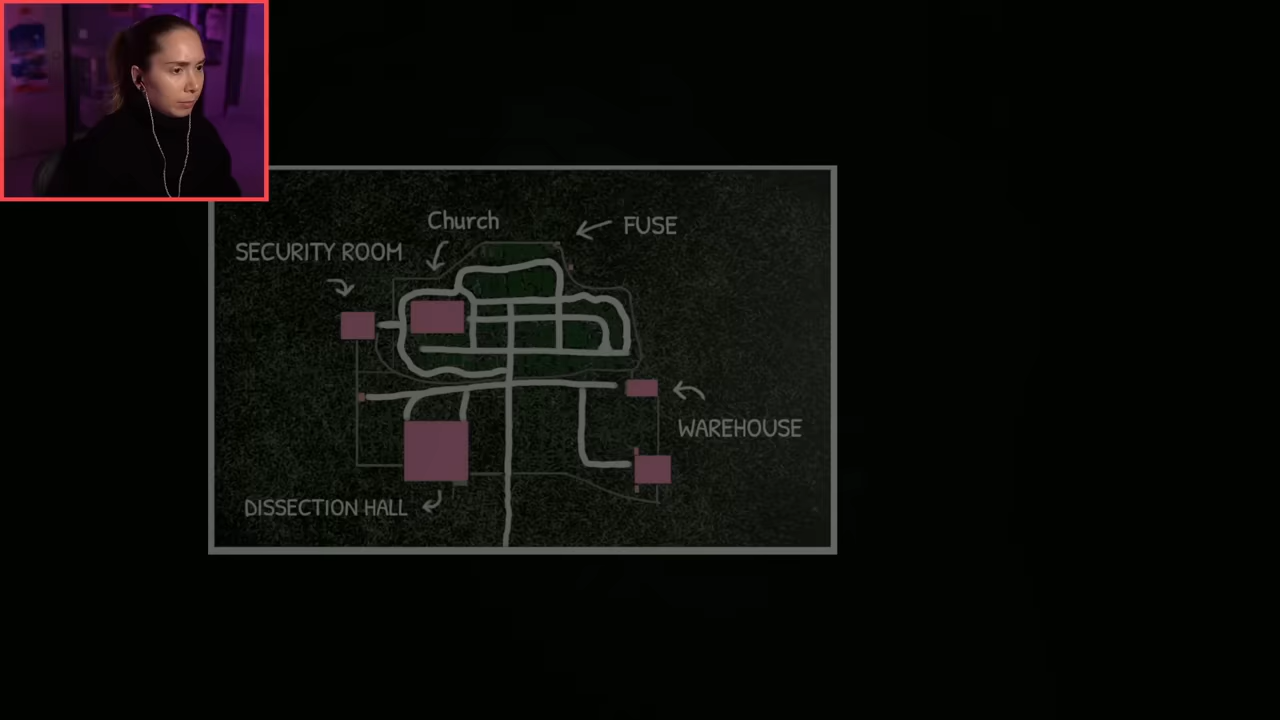 Church
FUSE
SECURITY ROOM
WAREHOUSE
DISSECTION HALL